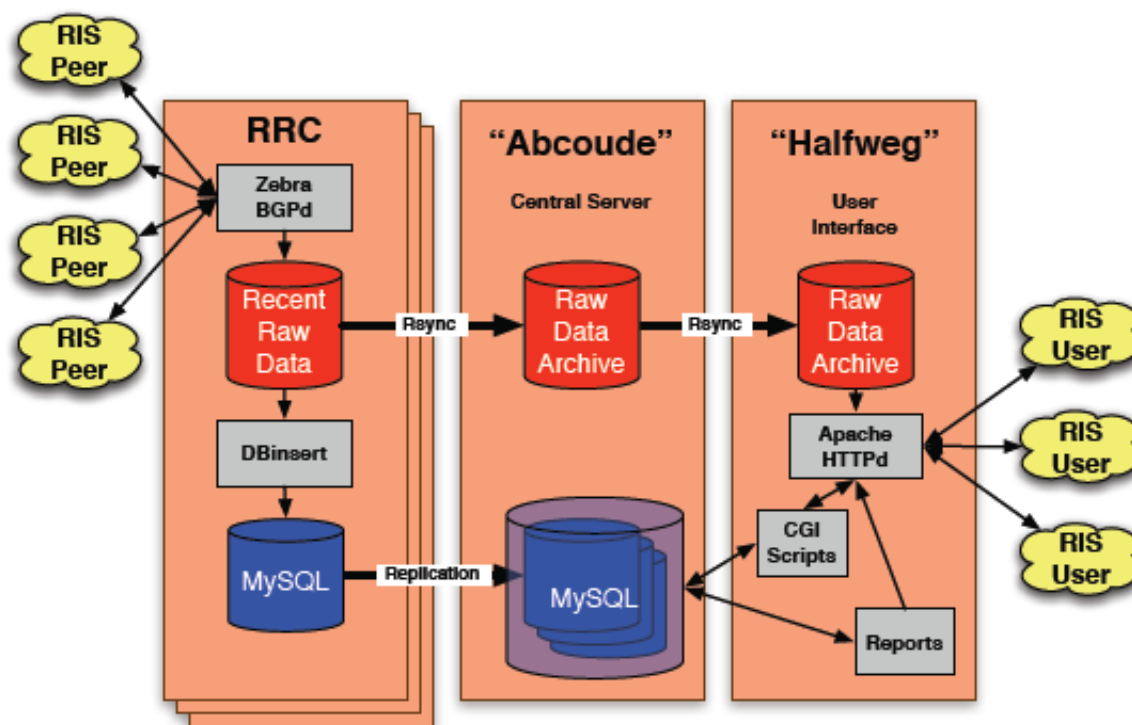 RIS
Peer
RIS
Peer
RIS
Peer
RIS
Peer
RRC
Zebra
BGPd
Recent
Raw
Data
DBinsert
MySQL
Rsync
Replication
“Abcoude”
Central Server
Raw
Data
Archive
MySQL
Rsync
“Halfweg”
User
Interface
Raw
Data
Archive
Apache
HTTPd
CGI
Scripts
Reports
RIS
User
RIS
User
RIS
User